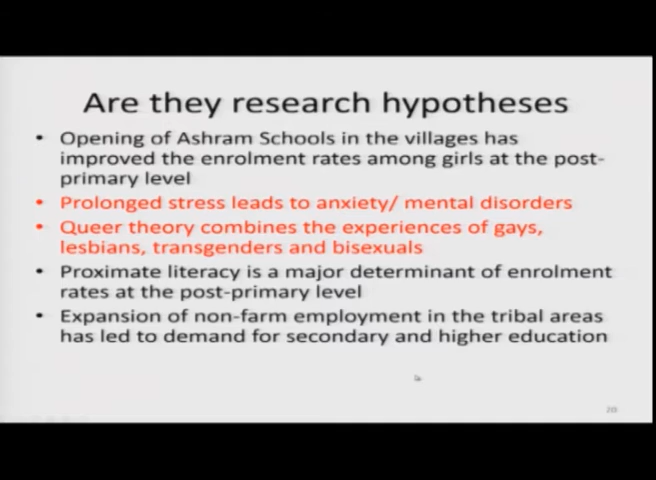 Are they research hypotheses
• Opening of Ashram Schools in the villages has
improved the enrolment rates among girls at the post-
primary level
• Prolonged stress leads to anxiety/ mental disorders
• Queer theory combines the experiences of gays,
lesbians, transgenders and bisexuals
• Proximate literacy is a major determinant of enrolment
rates at the post-primary level
• Expansion of non-farm employment in the tribal areas
has led to demand for secondary and higher education